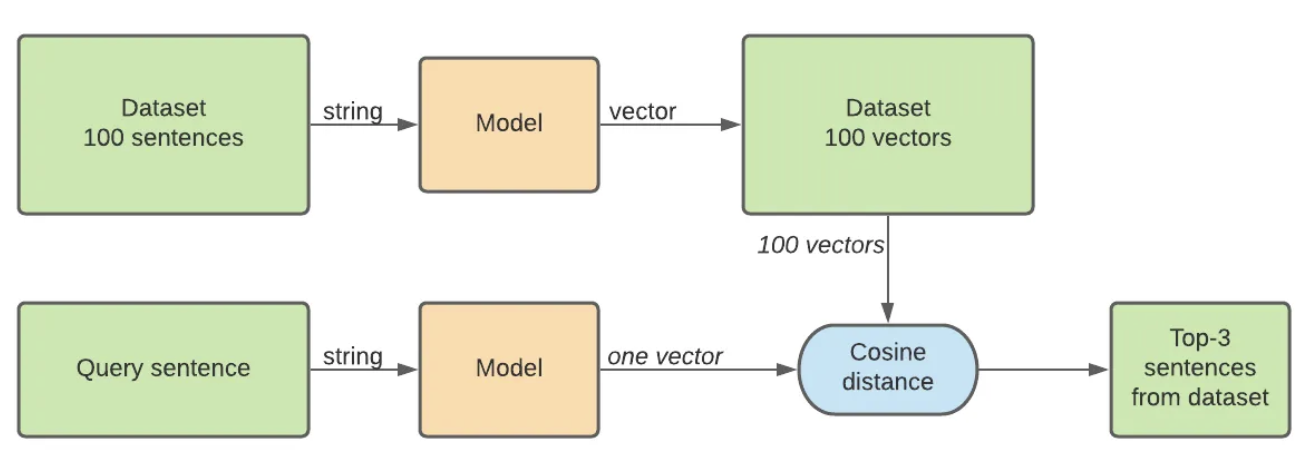 Dataset
100 sentences
string
Model
vector
Dataset
100 vectors
100 vectors
Query sentence
string
Model
one vector
Cosine
distance
Top-3
sentences
from dataset